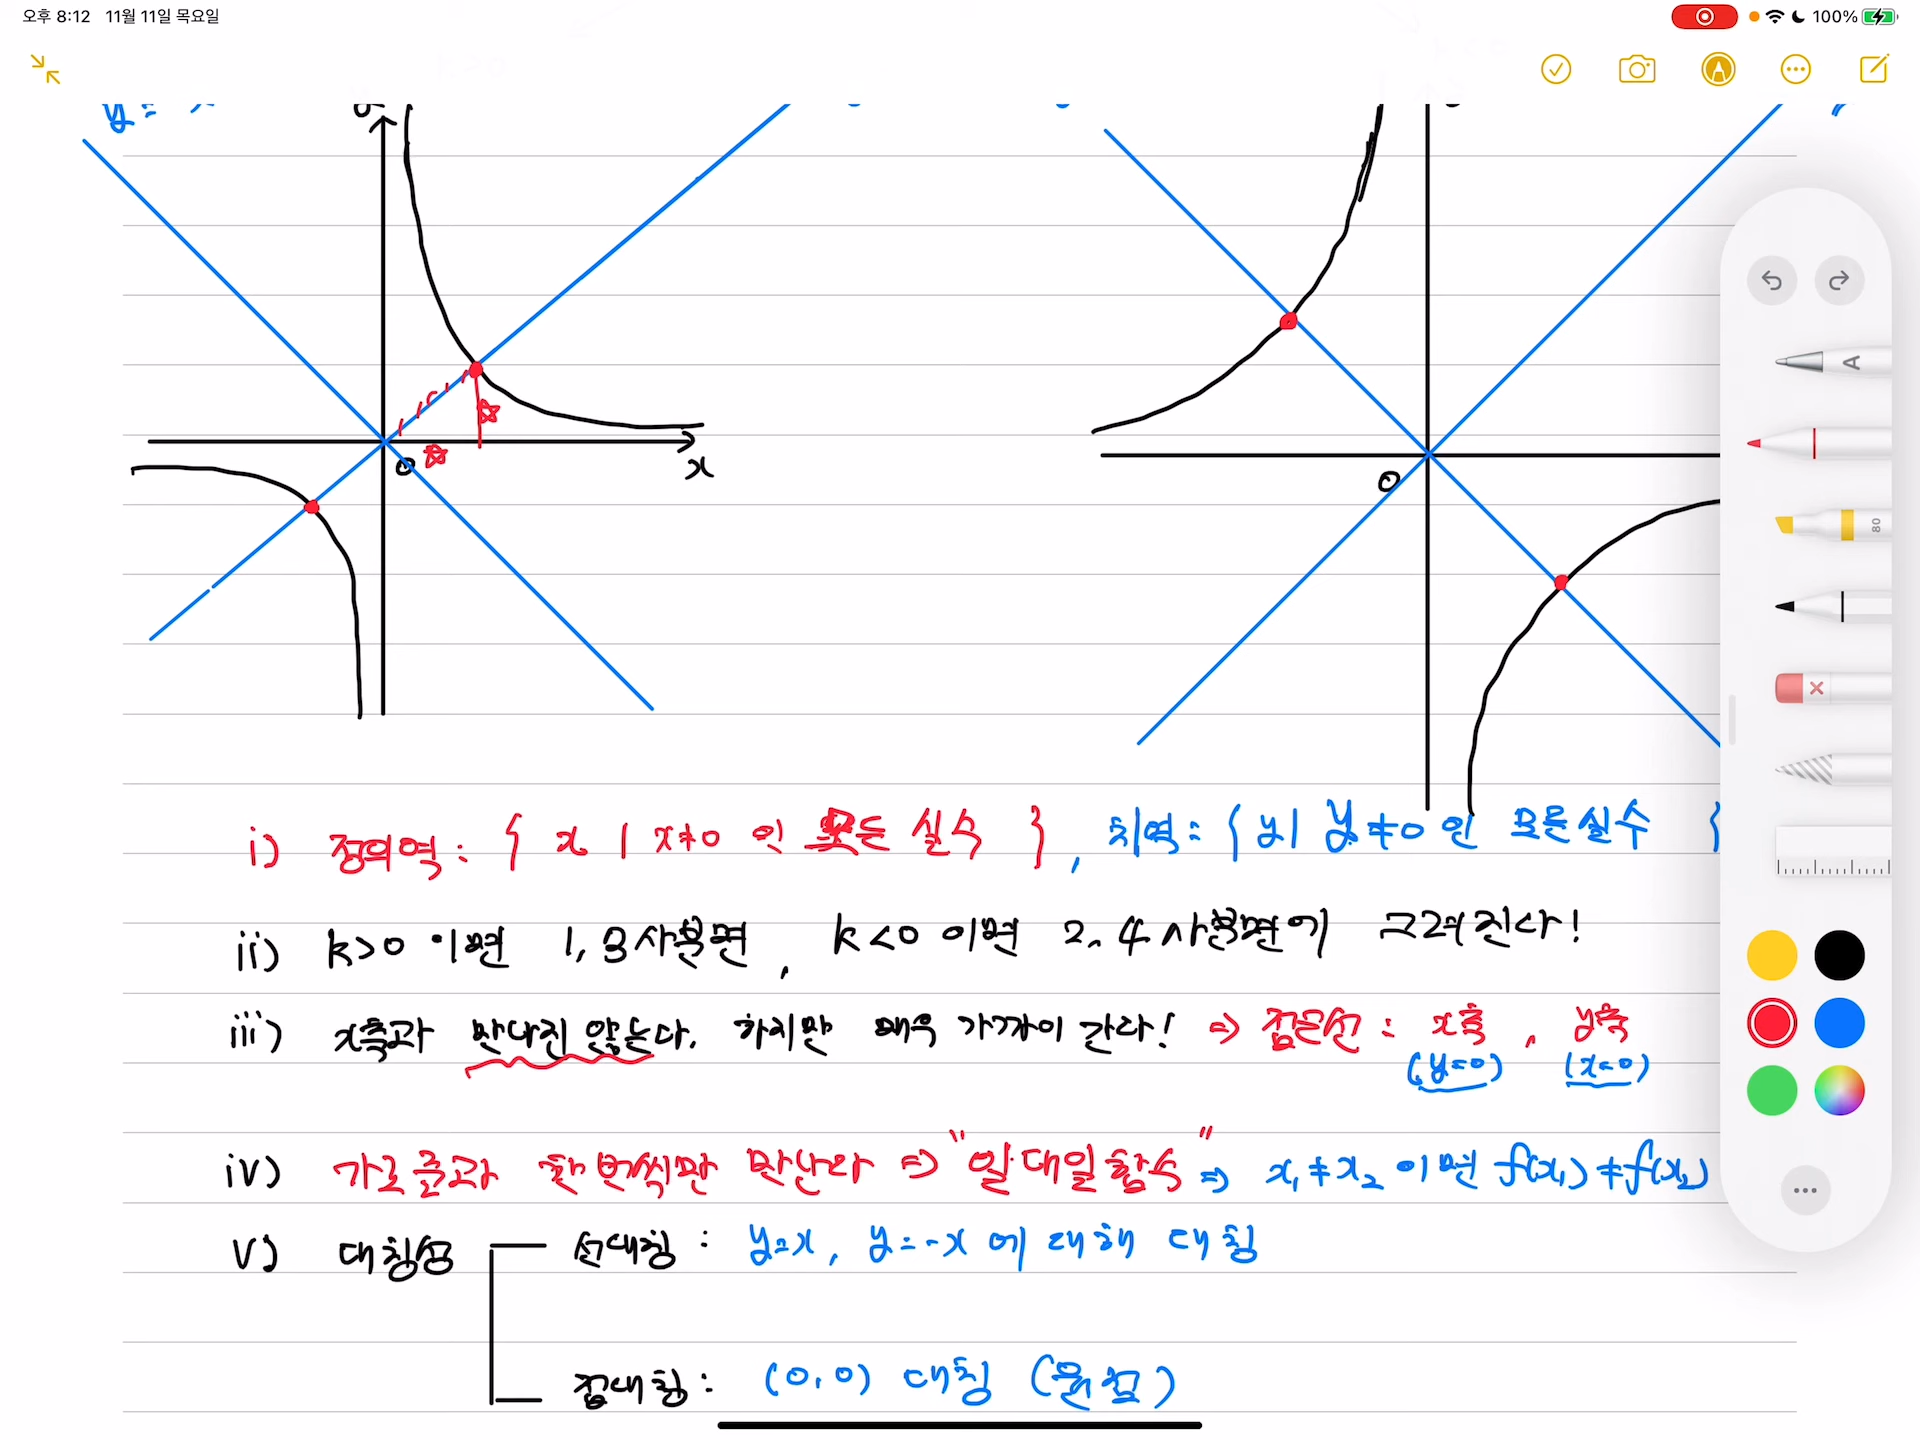 오후 8:12 11월 11일 목요일
100%
x
0
0
A
80
i) 정의역 : { x | x≠0 인 모든 실수 } , 치역 : { y | y≠0 인 모든 실수 }
ii) k>0 이면 1, 3 사분면 , k<0 이면 2, 4 사분면에 그려진다!
iii) x축과 만나진 않는다. 하지만 매우 가까이 간다! ⇒ 점근선 : x축 , y축
(y=0) (x=0)
iv) 가로줄과 한 번씩만 만난다 ⇒ "일대일함수" ⇒ x₁≠x₂ 이면 f(x₁)≠f(x₂)
v) 대칭성 선대칭 : y=x, y=-x 에 대해 대칭
점대칭 : (0,0) 대칭 (원점)